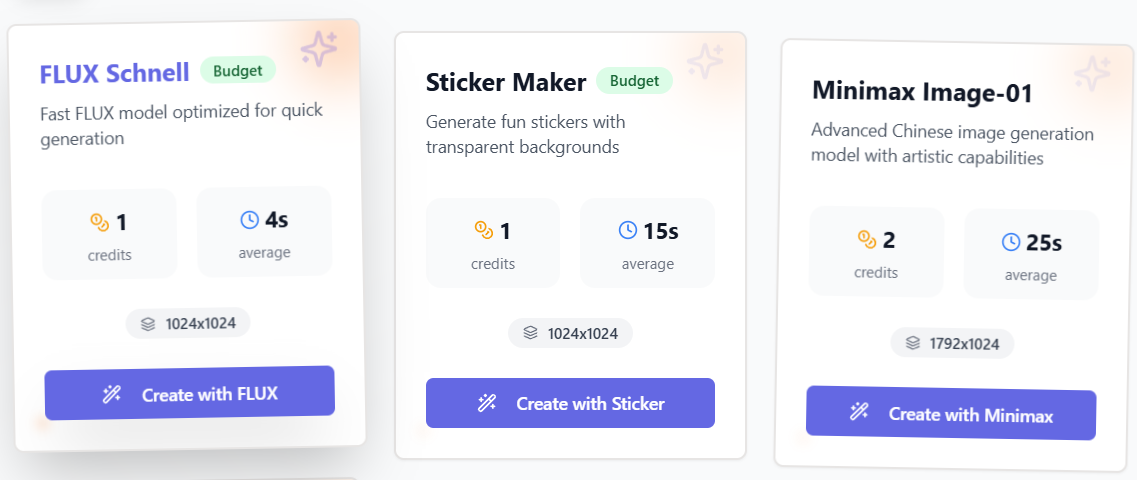 FLUX Schnell Budget
Fast FLUX model optimized for quick
generation
1
credits
4s
average
1024x1024
Create with FLUX
Sticker Maker Budget
Generate fun stickers with
transparent backgrounds
1
credits
15s
average
1024x1024
Create with Sticker
Minimax Image-01
Advanced Chinese image generation
model with artistic capabilities
2
credits
25s
average
1792x1024
Create with Minimax